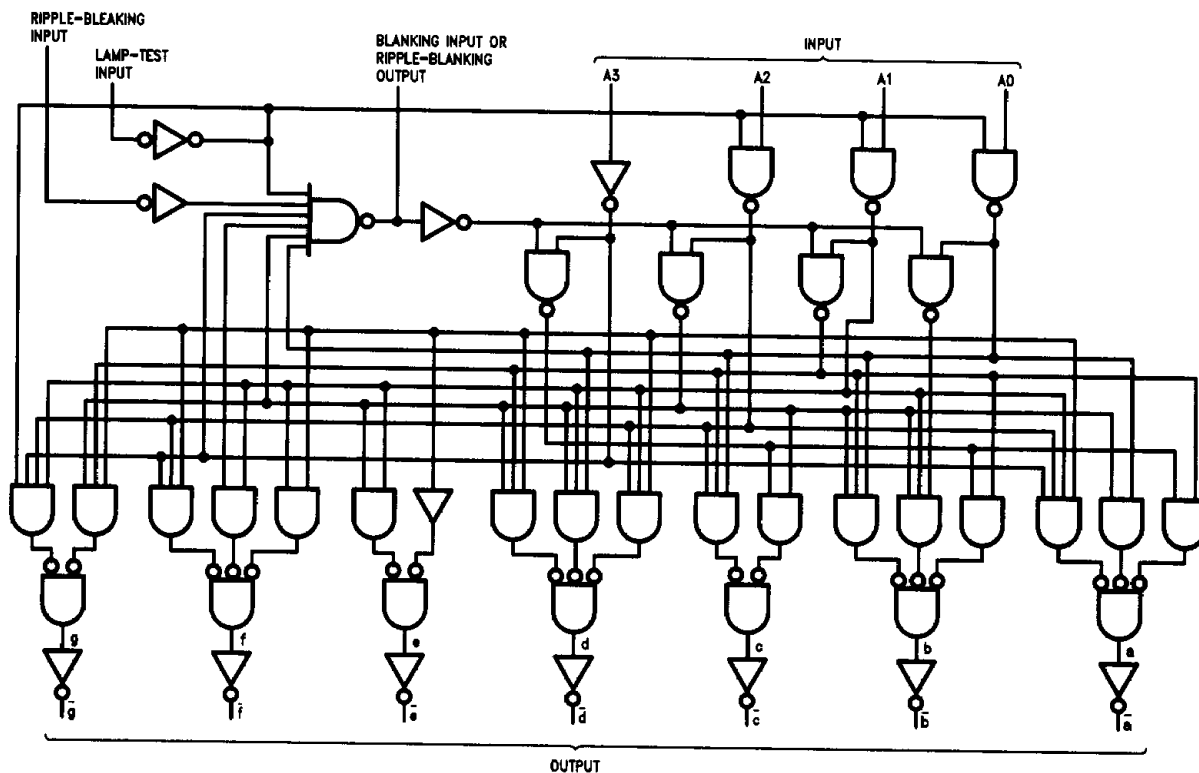 RIPPLE-BLEAKING
INPUT
LAMP-TEST
INPUT
BLANKING INPUT OR
RIPPLE-BLANKING
OUTPUT
INPUT
A3
A2
A1
A0
g
f
e
d
c
b
a
g̅
f̅
e̅
d̅
c̅
b̅
a̅
OUTPUT